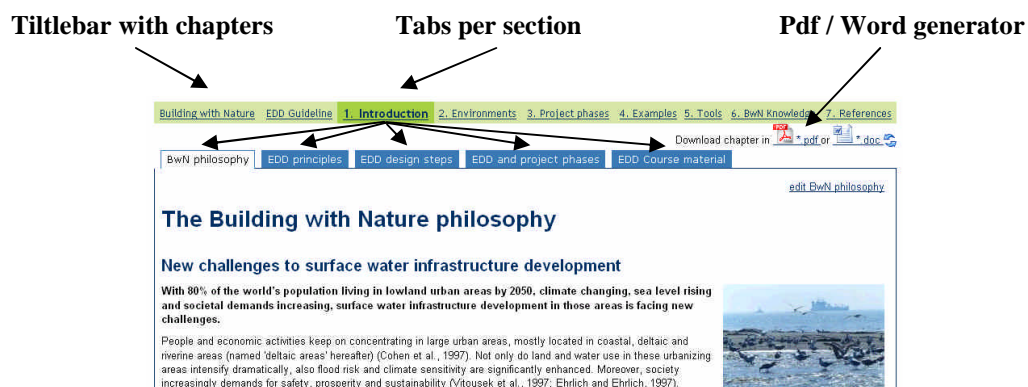 Tiltlebar with chapters Tabs per section Pdf / Word generator
Building with Nature EDD Guideline 1. Introduction 2. Environments 3. Project phases 4. Examples 5. Tools 6. BwN Knowledge 7. References
Download chapter in *.pdf or *.doc
BwN philosophy EDD principles EDD design steps EDD and project phases EDD Course material
edit BwN philosophy
The Building with Nature philosophy
New challenges to surface water infrastructure development
With 80% of the world's population living in lowland urban areas by 2050, climate changing, sea level rising
and societal demands increasing, surface water infrastructure development in those areas is facing new
challenges.
People and economic activities keep on concentrating in large urban areas, mostly located in coastal, deltaic and
riverine areas (named 'deltaic areas' hereafter) (Cohen et al., 1997). Not only do land and water use in these urbanizing
areas intensify dramatically, also flood risk and climate sensitivity are significantly enhanced. Moreover, society
increasingly demands for safety, prosperity and sustainability (Vitousek et al., 1997; Ehrlich and Ehrlich, 1997).